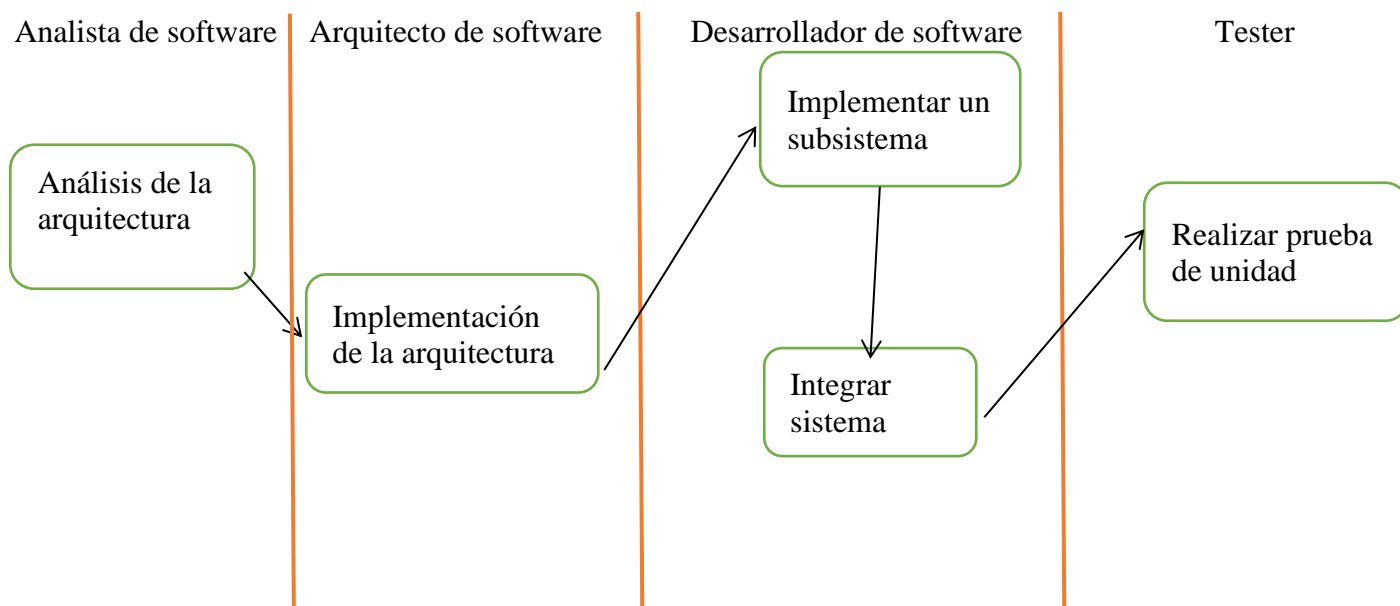 Analista de software
Arquitecto de software
Desarrollador de software
Tester
Análisis de la
arquitectura
Implementación
de la arquitectura
Implementar un
subsistema
Integrar
sistema
Realizar prueba
de unidad